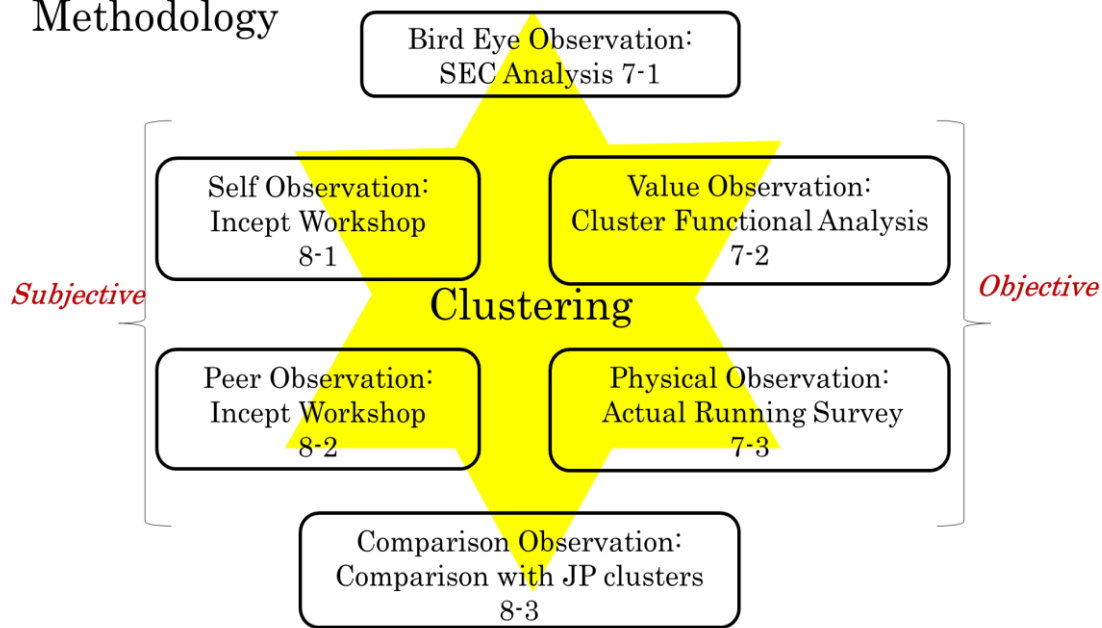 Methodology
Bird Eye Observation:
SEC Analysis 7-1
Self Observation:
Incept Workshop
8-1
Value Observation:
Cluster Functional Analysis
7-2
Subjective
Clustering
Objective
Peer Observation:
Incept Workshop
8-2
Physical Observation:
Actual Running Survey
7-3
Comparison Observation:
Comparison with JP clusters
8-3